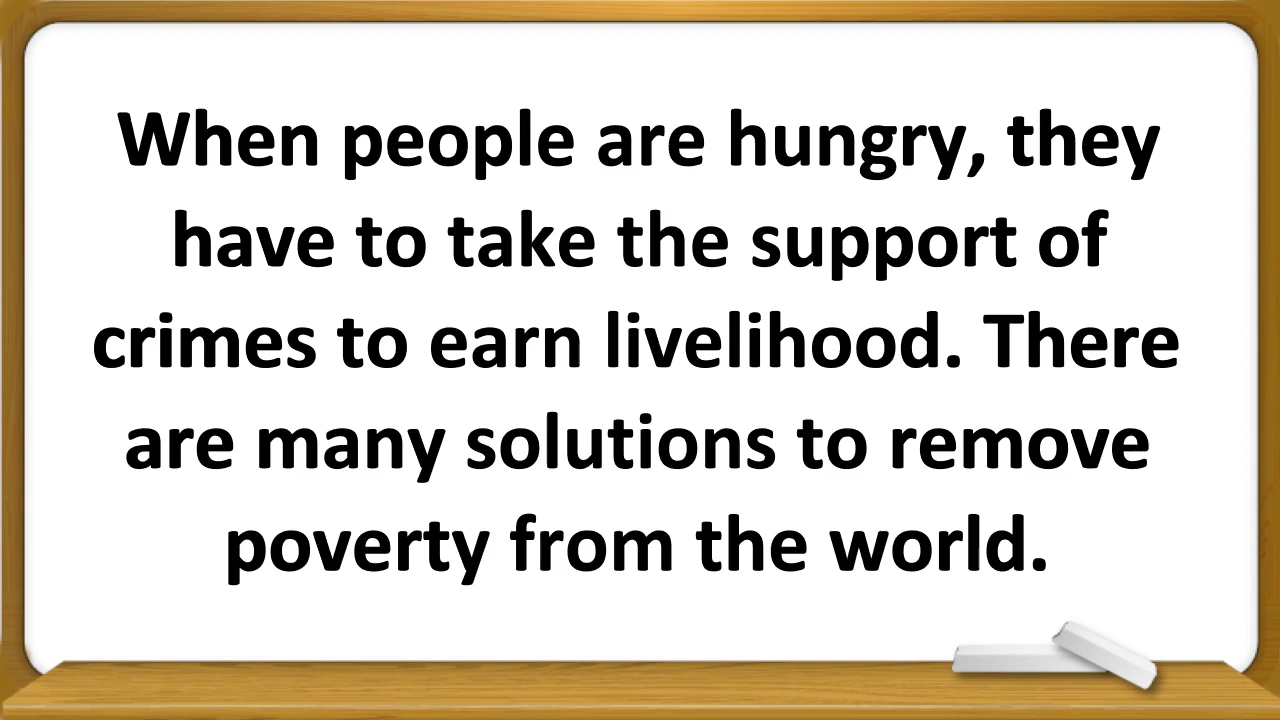 When people are hungry, they
have to take the support of
crimes to earn livelihood. There
are many solutions to remove
poverty from the world.